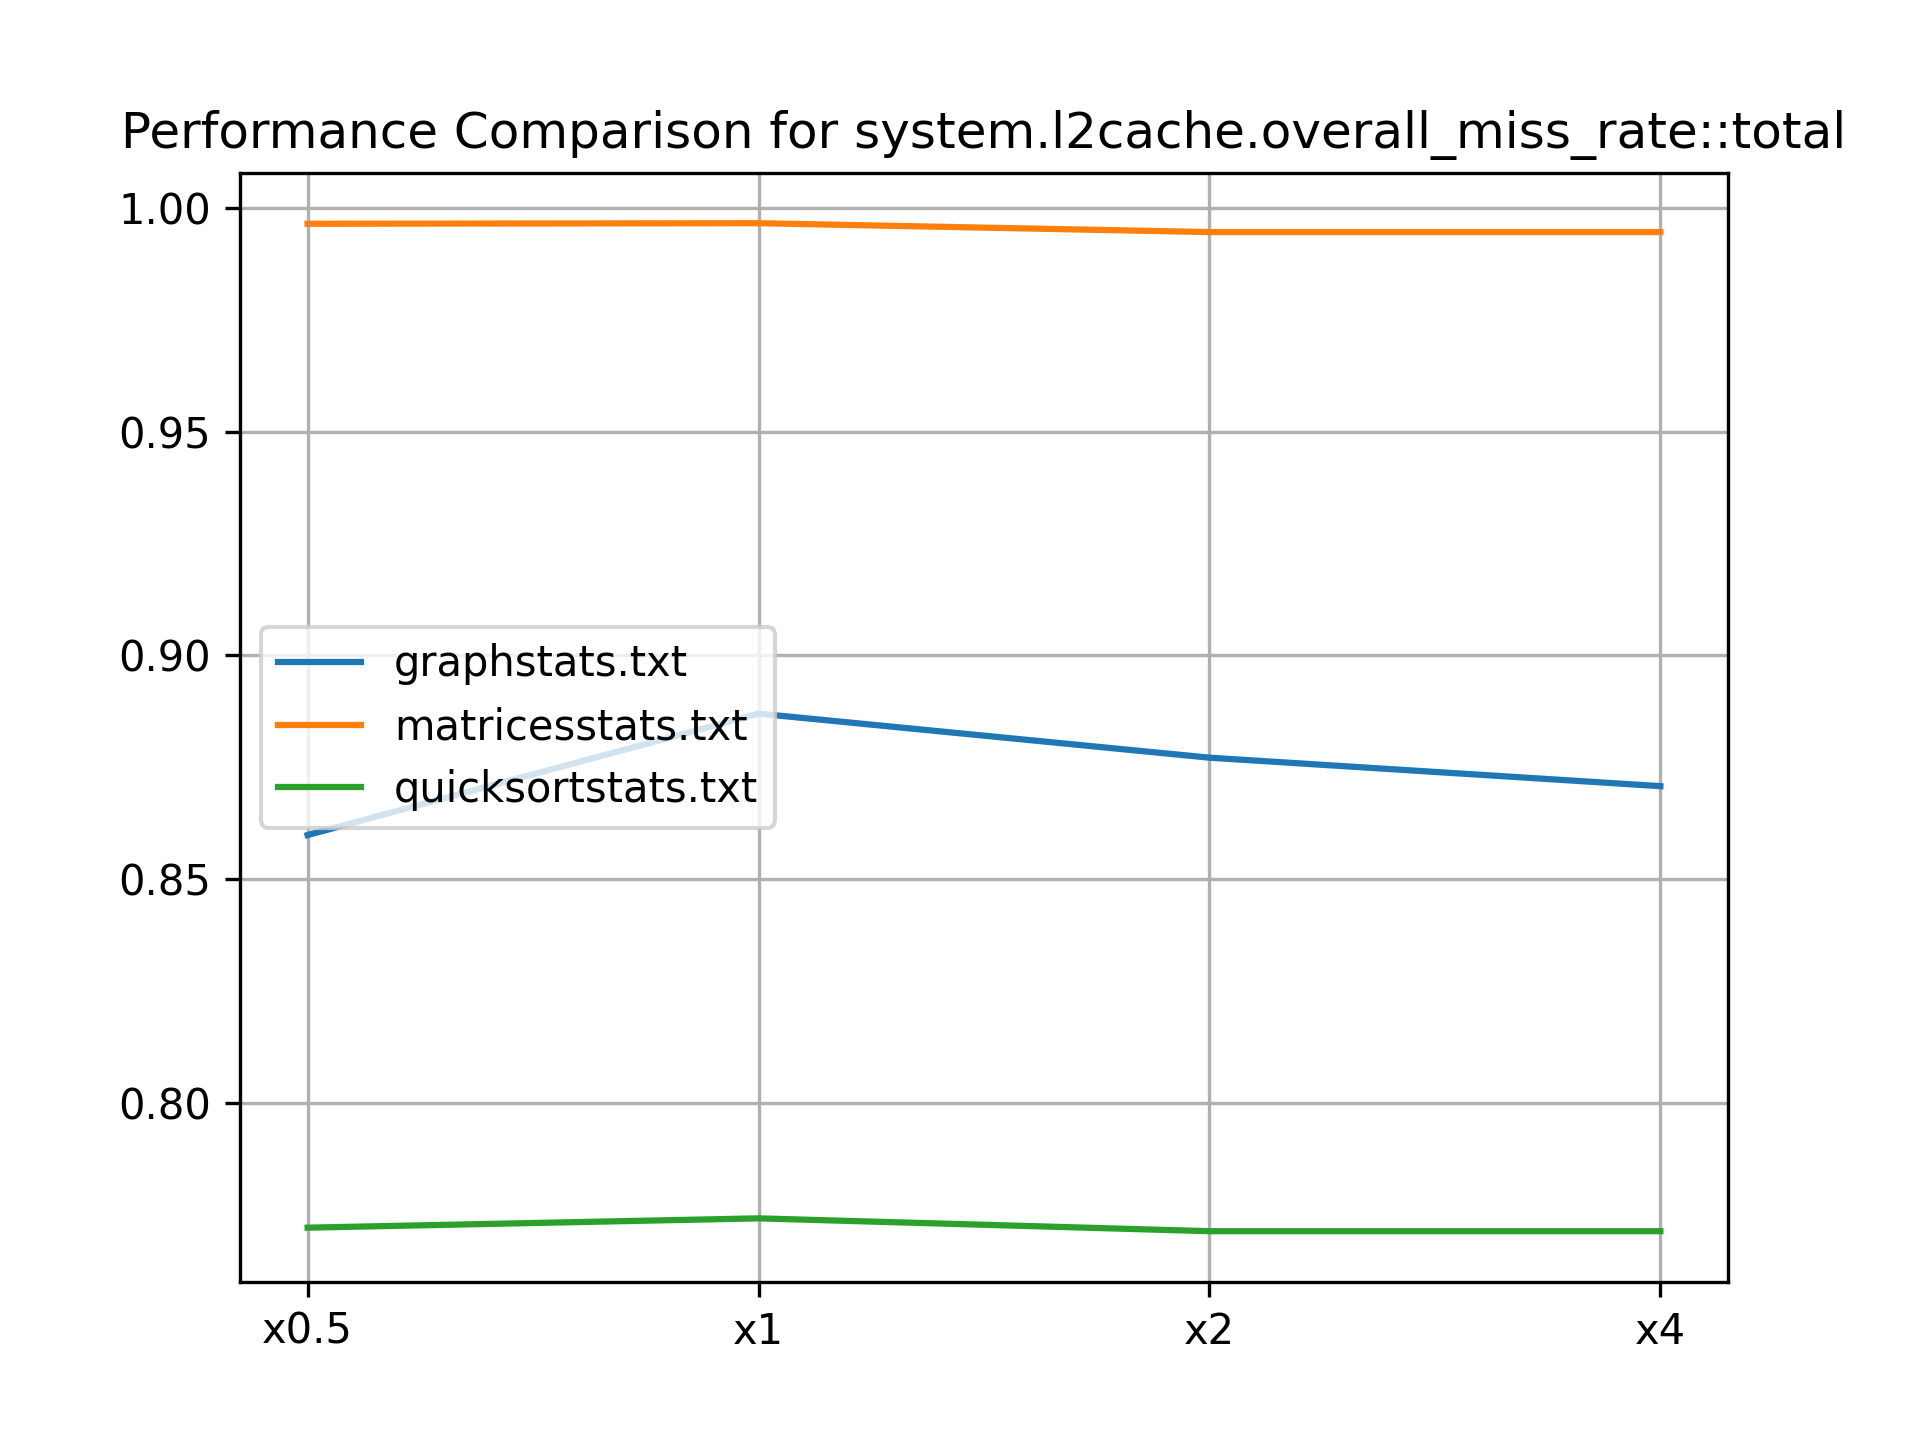 Performance Comparison for system.l2cache.overall_miss_rate::total
1.00
0.95
0.90
0.85
0.80
graphstats.txt
matricesstats.txt
quicksortstats.txt
x0.5 x1 x2 x4